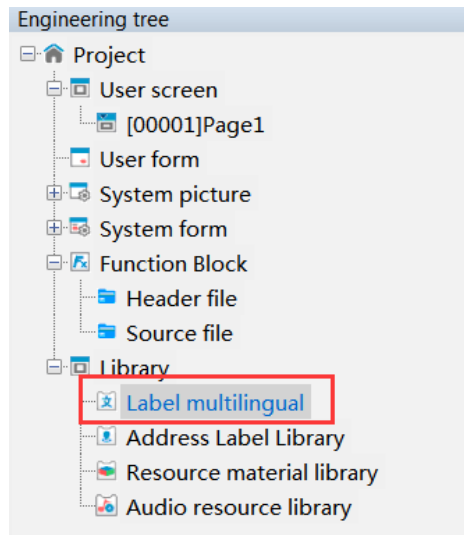 Engineering tree
Project
User screen
[00001]Page1
User form
System picture
System form
Function Block
Header file
Source file
Library
Label multilingual
Address Label Library
Resource material library
Audio resource library